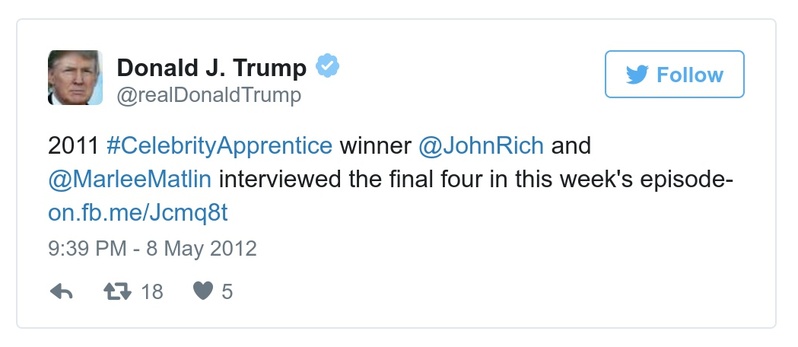 Donald J. Trump
@realDonaldTrump
Follow
2011 #CelebrityApprentice winner @JohnRich and
@MarleeMatlin interviewed the final four in this week's episode-
on.fb.me/Jcmq8t
9:39 PM - 8 May 2012
18 5